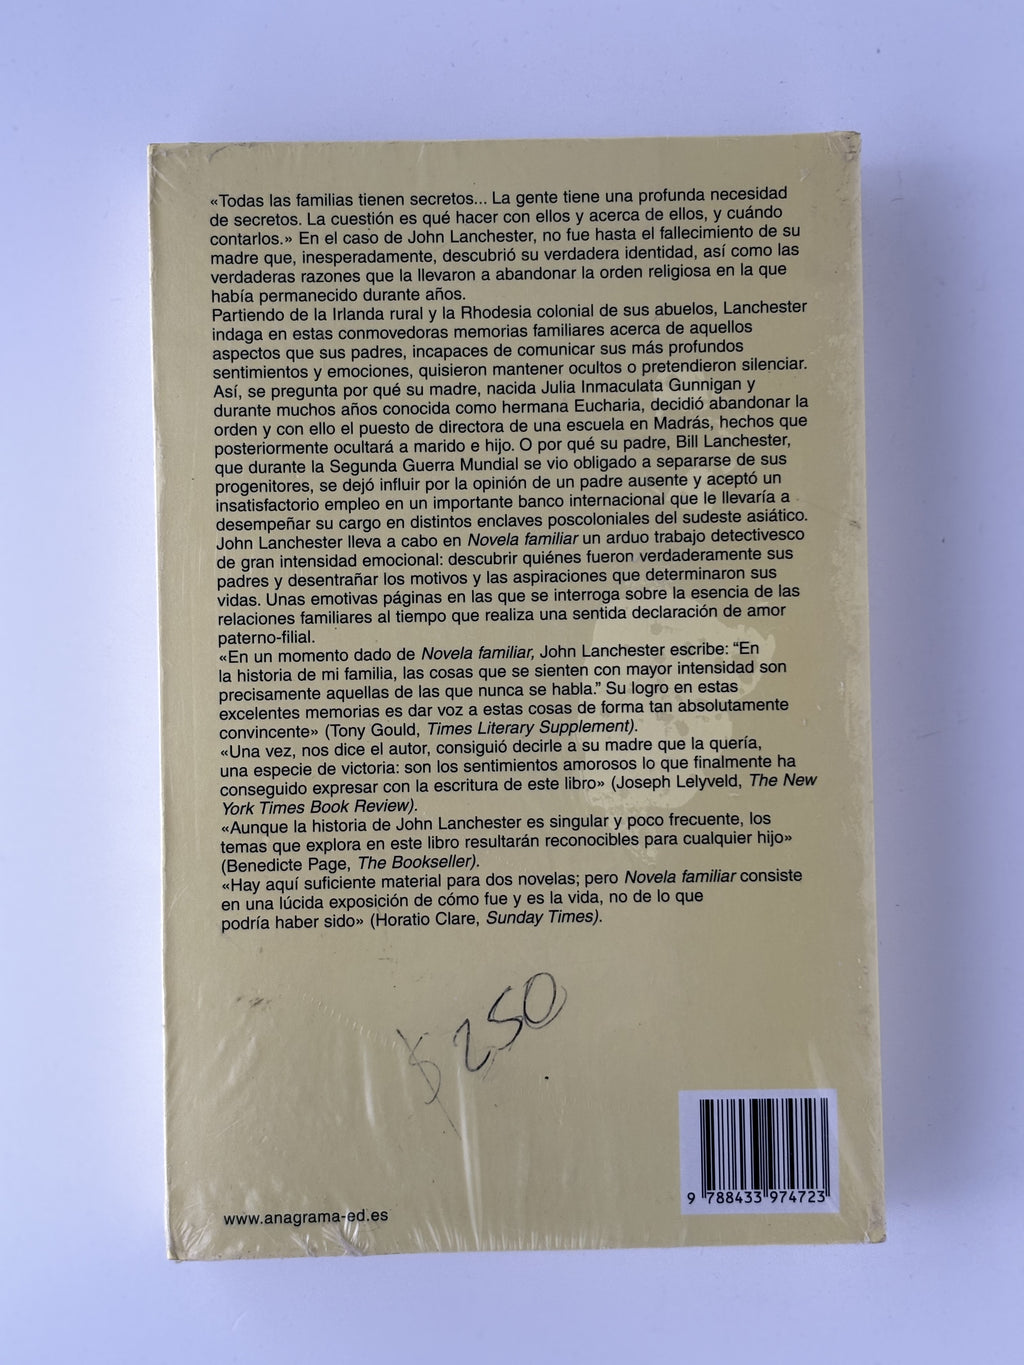 «Todas las familias tienen secretos... La gente tiene una profunda necesidad
de secretos. La cuestión es qué hacer con ellos y acerca de ellos, y cuándo
contarlos.» En el caso de John Lanchester, no fue hasta el fallecimiento de su
madre que, inesperadamente, descubrió su verdadera identidad, así como las
verdaderas razones que la llevaron a abandonar la orden religiosa en la que
había permanecido durante años.
Partiendo de la Irlanda rural y la Rhodesia colonial de sus abuelos, Lanchester
indaga en estas conmovedoras memorias familiares acerca de aquellos
aspectos que sus padres, incapaces de comunicar sus más profundos
sentimientos y emociones, quisieron mantener ocultos o pretendieron silenciar.
Así, se pregunta por qué su madre, nacida Julia Inmaculata Gunnigan y
durante muchos años conocida como hermana Eucharia, decidió abandonar la
orden y con ello el puesto de directora de una escuela en Madrás, hechos que
posteriormente ocultará a marido e hijo. O por qué su padre, Bill Lanchester,
que durante la Segunda Guerra Mundial se vio obligado a separarse de sus
progenitores, se dejó influir por la opinión de un padre ausente y aceptó un
insatisfactorio empleo en un importante banco internacional que le llevaría a
desempeñar su cargo en distintos enclaves poscoloniales del sudeste asiático.
John Lanchester lleva a cabo en Novela familiar un arduo trabajo detectivesco
de gran intensidad emocional: descubrir quiénes fueron verdaderamente sus
padres y desentrañar los motivos y las aspiraciones que determinaron sus
vidas. Unas emotivas páginas en las que se interroga sobre la esencia de las
relaciones familiares al tiempo que realiza una sentida declaración de amor
paterno-filial.
«En un momento dado de Novela familiar, John Lanchester escribe: “En
la historia de mi familia, las cosas que se sienten con mayor intensidad son
precisamente aquellas de las que nunca se habla.” Su logro en estas
excelentes memorias es dar voz a estas cosas de forma tan absolutamente
convincente» (Tony Gould, Times Literary Supplement).
«Una vez, nos dice el autor, consiguió decirle a su madre que la quería,
una especie de victoria: son los sentimientos amorosos lo que finalmente ha
conseguido expresar con la escritura de este libro» (Joseph Lelyveld, The New
York Times Book Review).
«Aunque la historia de John Lanchester es singular y poco frecuente, los
temas que explora en este libro resultarán reconocibles para cualquier hijo»
(Benedicte Page, The Bookseller).
«Hay aquí suficiente material para dos novelas; pero Novela familiar consiste
en una lúcida exposición de cómo fue y es la vida, no de lo que
podría haber sido» (Horatio Clare, Sunday Times).
$ 250
9 788433 974723
www.anagrama-ed.es